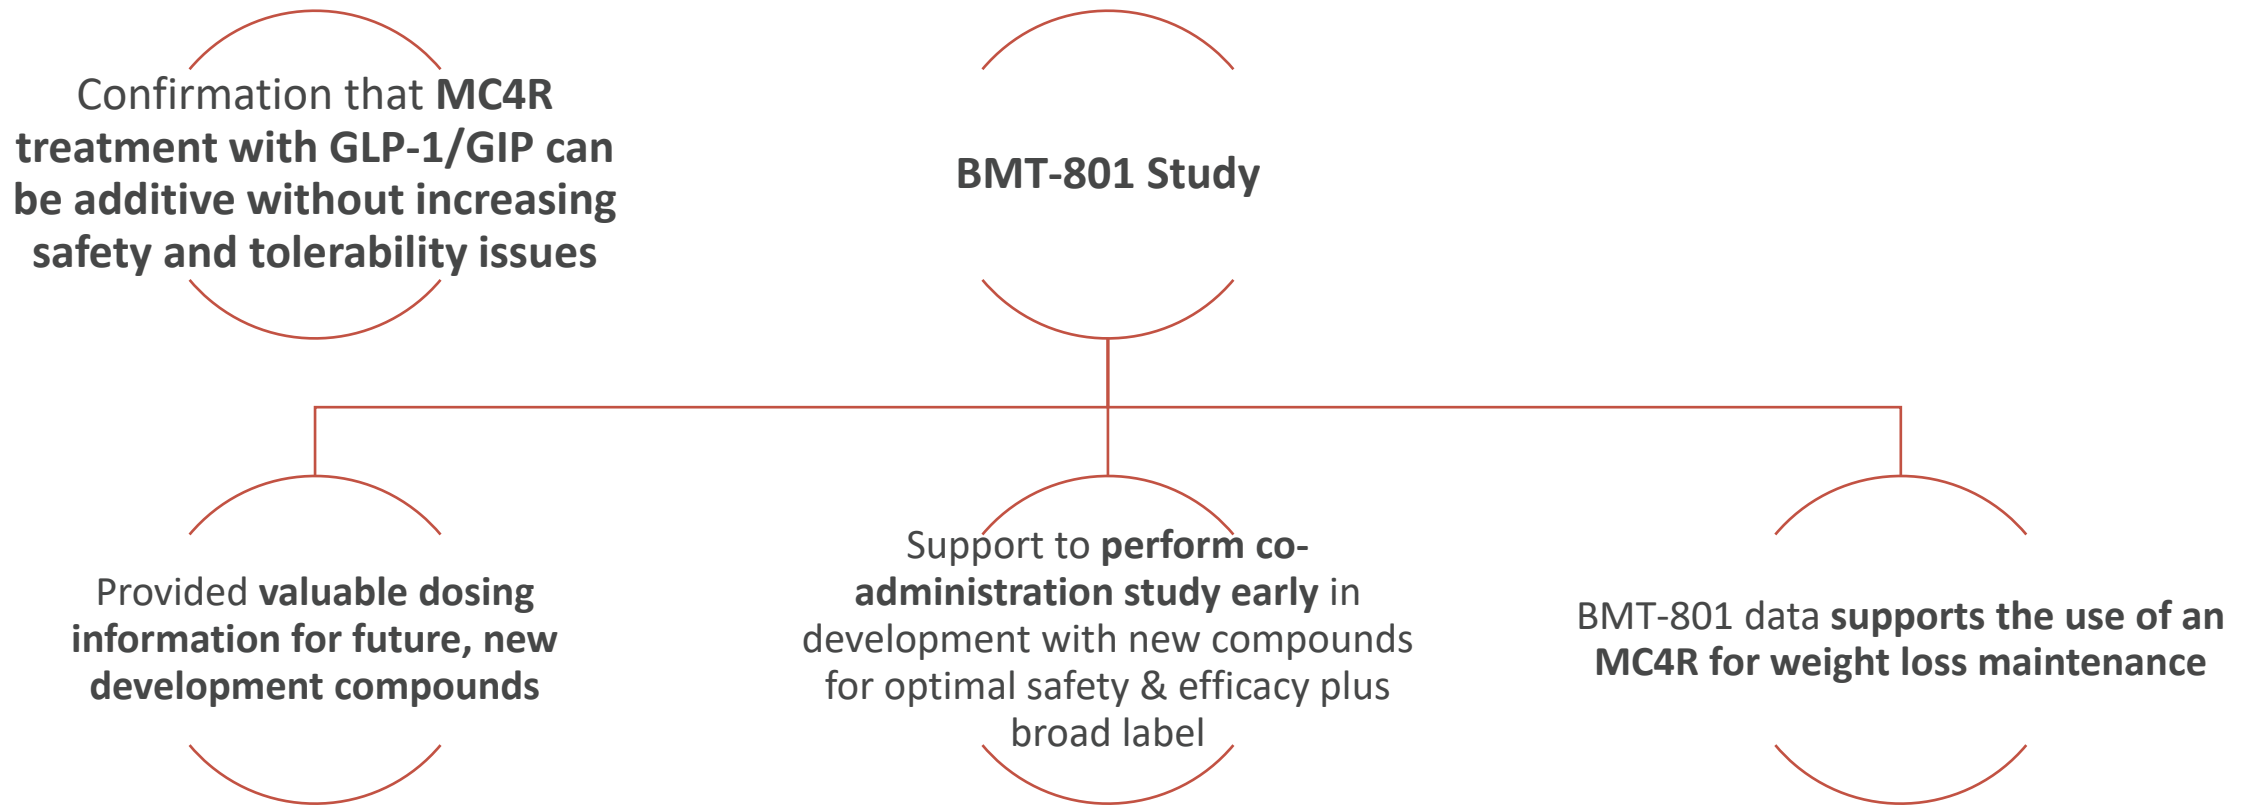 Confirmation that MC4R
treatment with GLP-1/GIP can
be additive without increasing
safety and tolerability issues
BMT-801 Study
Provided valuable dosing
information for future, new
development compounds
Support to perform co-
administration study early in
development with new compounds
for optimal safety & efficacy plus
broad label
BMT-801 data supports the use of an
MC4R for weight loss maintenance